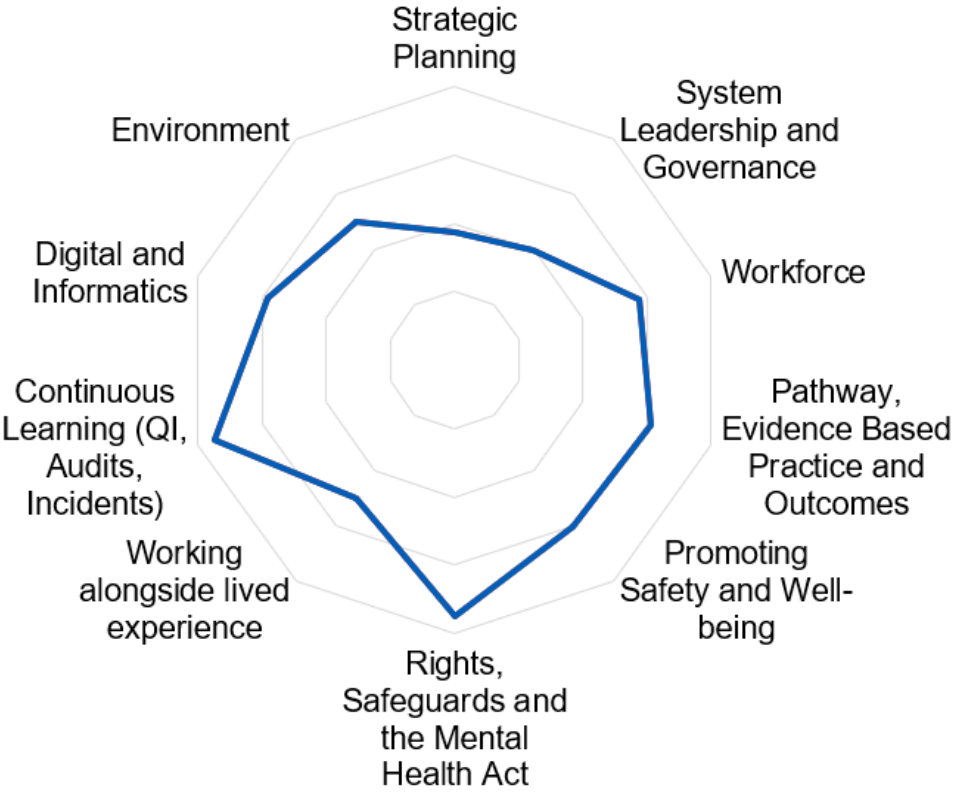 Strategic
Planning
System
Leadership and
Governance
Workforce
Pathway,
Evidence Based
Practice and
Outcomes
Promoting
Safety and Well-
being
Rights,
Safeguards and
the Mental
Health Act
Working
alongside lived
experience
Continuous
Learning (QI,
Audits,
Incidents)
Digital and
Informatics
Environment